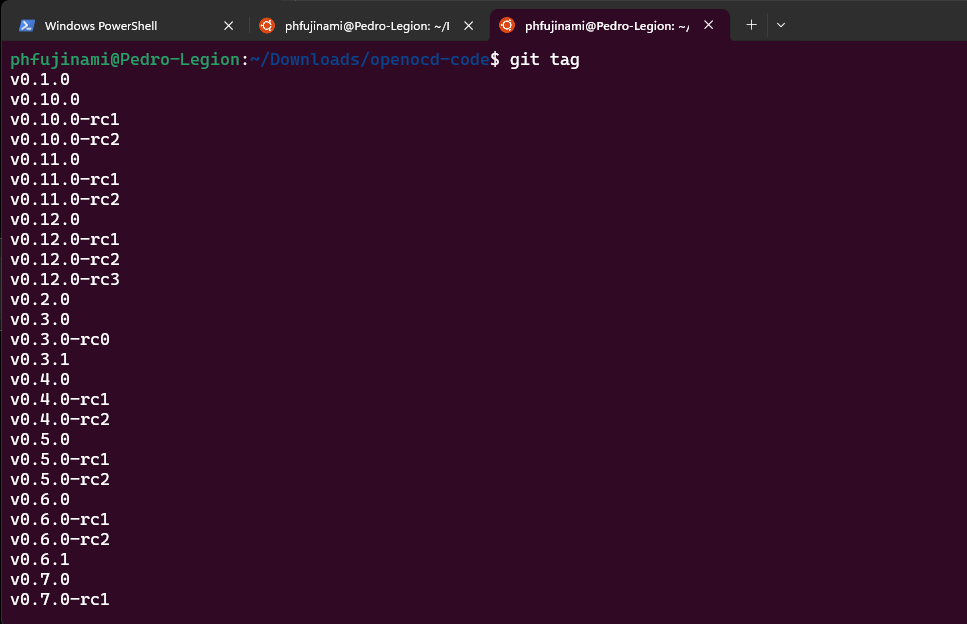 Windows PowerShell
phfujinami@Pedro-Legion: ~/I
phfujinami@Pedro-Legion: ~/
phfujinami@Pedro-Legion:~/Downloads/openocd-code$ git tag
v0.1.0
v0.10.0
v0.10.0-rc1
v0.10.0-rc2
v0.11.0
v0.11.0-rc1
v0.11.0-rc2
v0.12.0
v0.12.0-rc1
v0.12.0-rc2
v0.12.0-rc3
v0.2.0
v0.3.0
v0.3.0-rc0
v0.3.1
v0.4.0
v0.4.0-rc1
v0.4.0-rc2
v0.5.0
v0.5.0-rc1
v0.5.0-rc2
v0.6.0
v0.6.0-rc1
v0.6.0-rc2
v0.6.1
v0.7.0
v0.7.0-rc1